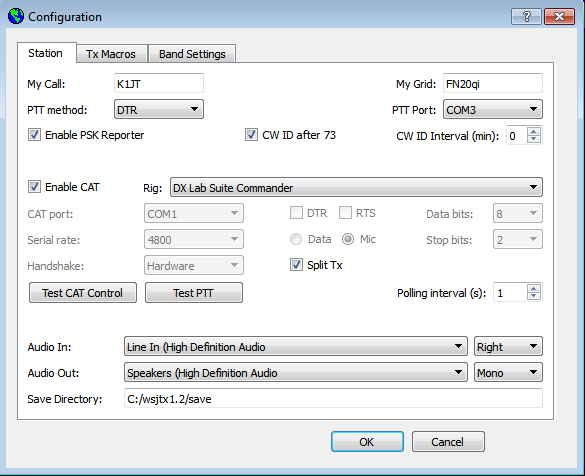 Configuration
Station Tx Macros Band Settings
My Call: K1JT My Grid: FN20qi
PTT method: DTR PTT Port: COM3
Enable PSK Reporter CW ID after 73 CW ID Interval (min): 0
Enable CAT Rig: DX Lab Suite Commander
CAT port: COM1 DTR RTS Data bits: 8
Serial rate: 4800 Data Mic Stop bits: 2
Handshake: Hardware Split Tx
Test CAT Control Test PTT Polling interval (s): 1
Audio In: Line In (High Definition Audio Right
Audio Out: Speakers (High Definition Audio Mono
Save Directory: C:/wsjtx1.2/save
OK Cancel